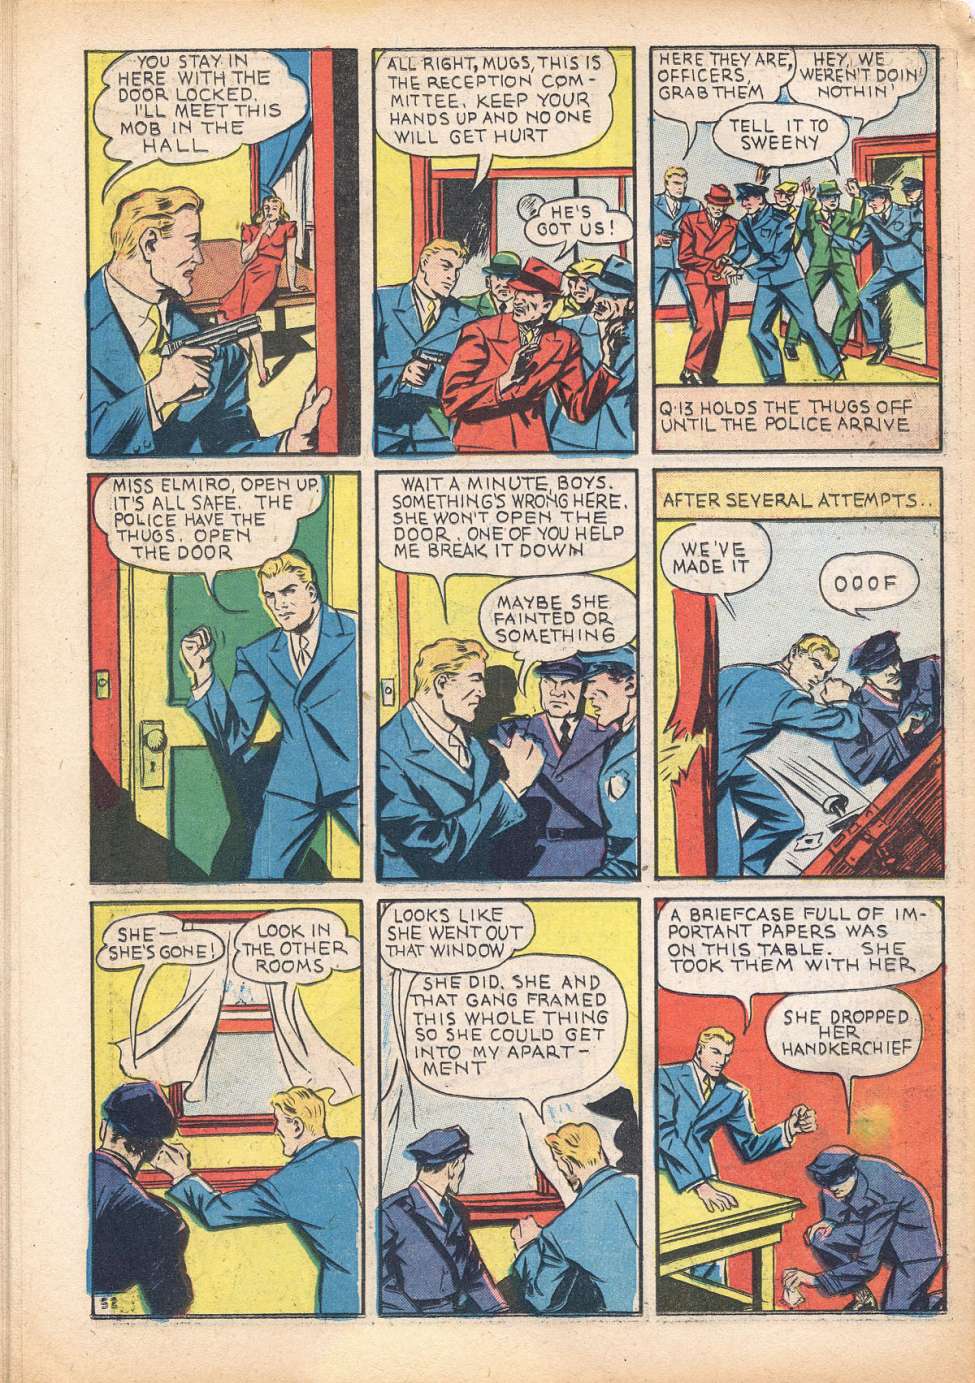 YOU STAY IN
HERE WITH THE
DOOR LOCKED.
I'LL MEET THIS
MOB IN THE
HALL
ALL RIGHT, MUGS, THIS IS
THE RECEPTION COM-
MITTEE. KEEP YOUR
HANDS UP AND NO ONE
WILL GET HURT
HE'S
GOT US!
HERE THEY ARE,
OFFICERS,
GRAB THEM
HEY, WE
WEREN'T DOIN'
NOTHIN'
TELL IT TO
SWEENY
Q-13 HOLDS THE THUGS OFF
UNTIL THE POLICE ARRIVE
MISS ELMIRO, OPEN UP,
IT'S ALL SAFE. THE
POLICE HAVE THE
THUGS. OPEN
THE DOOR
WAIT A MINUTE, BOYS.
SOMETHING'S WRONG HERE.
SHE WON'T OPEN THE
DOOR. ONE OF YOU HELP
ME BREAK IT DOWN
MAYBE SHE
FAINTED OR
SOMETHING
AFTER SEVERAL ATTEMPTS..
WE'VE
MADE IT
OOOF
SHE—
SHE'S GONE!
LOOK IN
THE OTHER
ROOMS
LOOKS LIKE
SHE WENT OUT
THAT WINDOW
SHE DID. SHE AND
THAT GANG FRAMED
THIS WHOLE THING
SO SHE COULD GET
INTO MY APART-
MENT
A BRIEFCASE FULL OF IM-
PORTANT PAPERS WAS
ON THIS TABLE. SHE
TOOK THEM WITH HER
SHE DROPPED
HER
HANDKERCHIEF